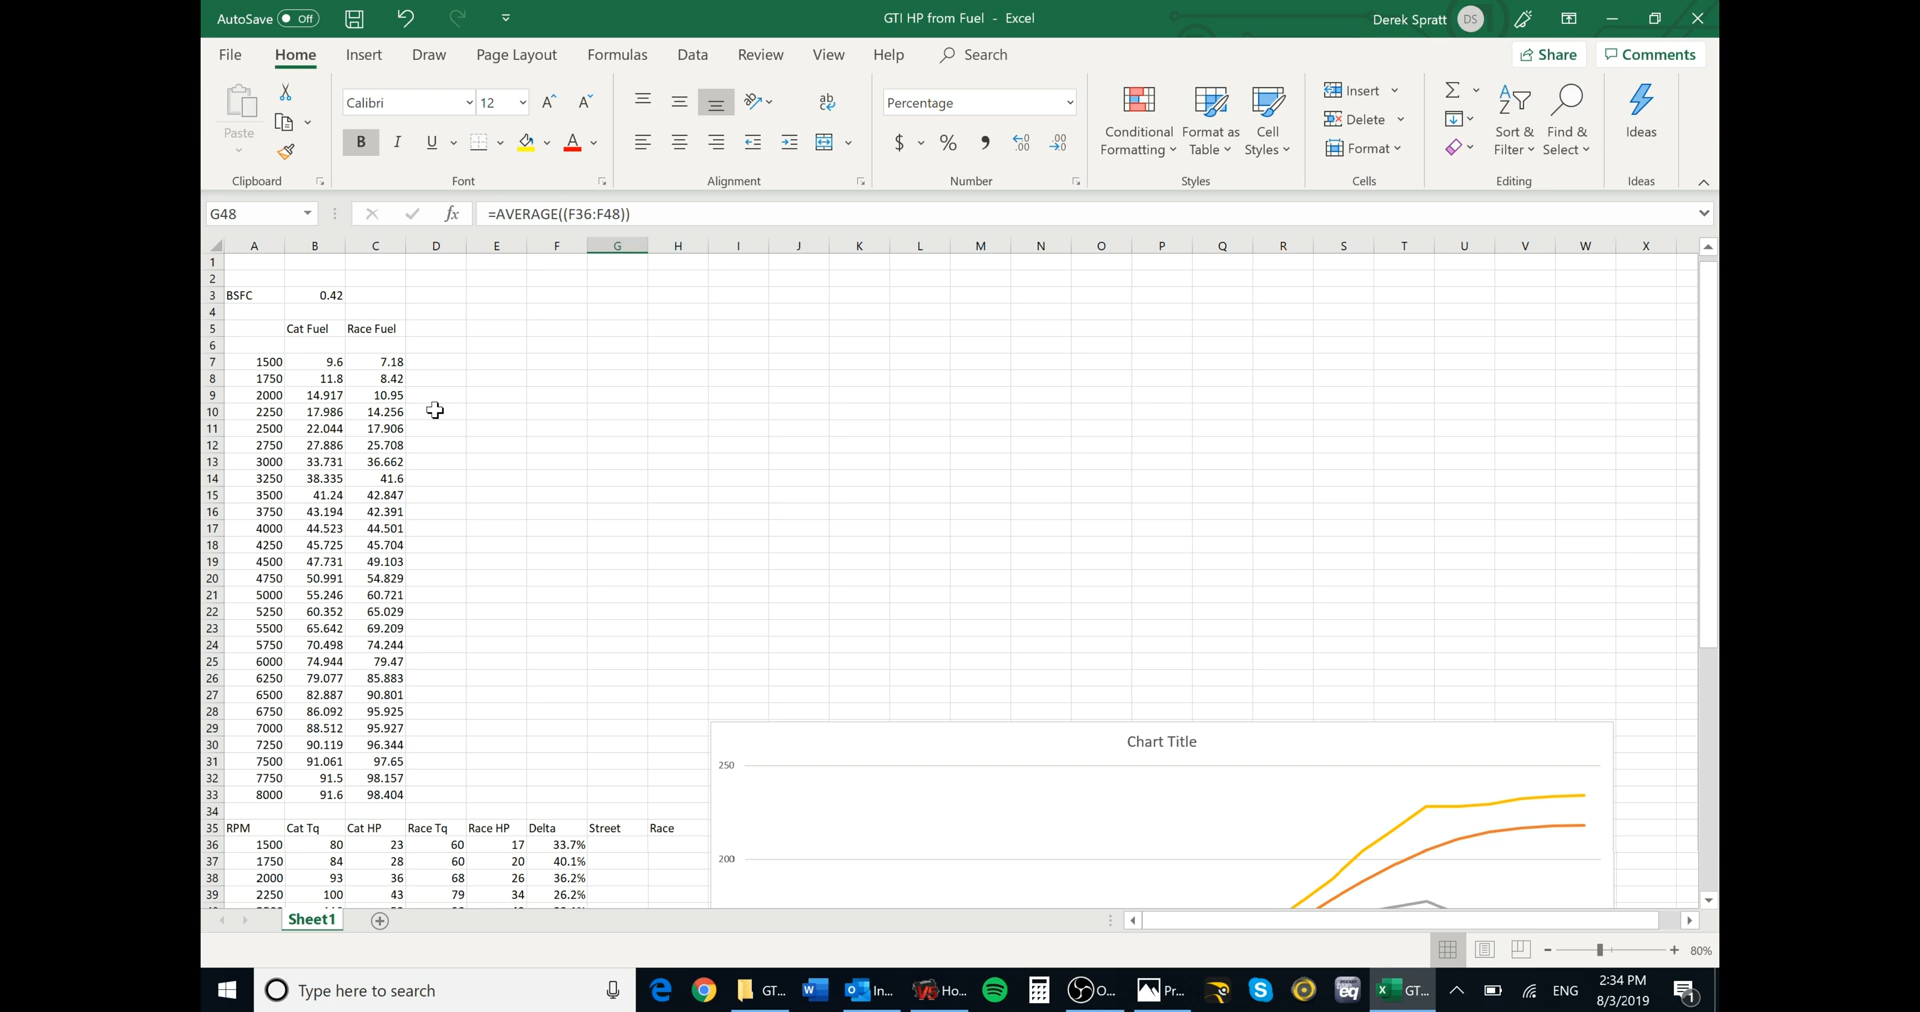 AutoSave Off GTI HP from Fuel - Excel Derek Spratt DS
File Home Insert Draw Page Layout Formulas Data Review View Help Search Share Comments
Paste Calibri 12 Percentage Conditional Formatting Format as Table Cell Styles Insert Delete Format Sort & Filter Find & Select Ideas
B I U A ab $ % , .00
Clipboard Font Alignment Number Styles Cells Editing Ideas
G48 fx =AVERAGE((F36:F48))
A B C D E F G H I J K L M N O P Q R S T U V W X
1
2
3 BSFC 0.42
4
5 Cat Fuel Race Fuel
6
7 1500 9.6 7.18
8 1750 11.8 8.42
9 2000 14.917 10.95
10 2250 17.986 14.256
11 2500 22.044 17.906
12 2750 27.886 25.708
13 3000 33.731 36.662
14 3250 38.335 41.6
15 3500 41.24 42.847
16 3750 43.194 42.391
17 4000 44.523 44.501
18 4250 45.725 45.704
19 4500 47.731 49.103
20 4750 50.991 54.829
21 5000 55.246 60.721
22 5250 60.352 65.029
23 5500 65.642 69.209
24 5750 70.498 74.244
25 6000 74.944 79.47
26 6250 79.077 85.883
27 6500 82.887 90.801
28 6750 86.092 95.925
29 7000 88.512 95.927
30 7250 90.119 96.344
31 7500 91.061 97.65
32 7750 91.5 98.157
33 8000 91.6 98.404
34
35 RPM Cat Tq Cat HP Race Tq Race HP Delta Street Race
36 1500 80 23 60 17 33.7%
37 1750 84 28 60 20 40.1%
38 2000 93 36 68 26 36.2%
39 2250 100 43 79 34 26.2%
Chart Title
250
200
Sheet1
80%
Type here to search GT... In... Ho... O... Pr... eq GT... ENG 2:34 PM
8/3/2019 1